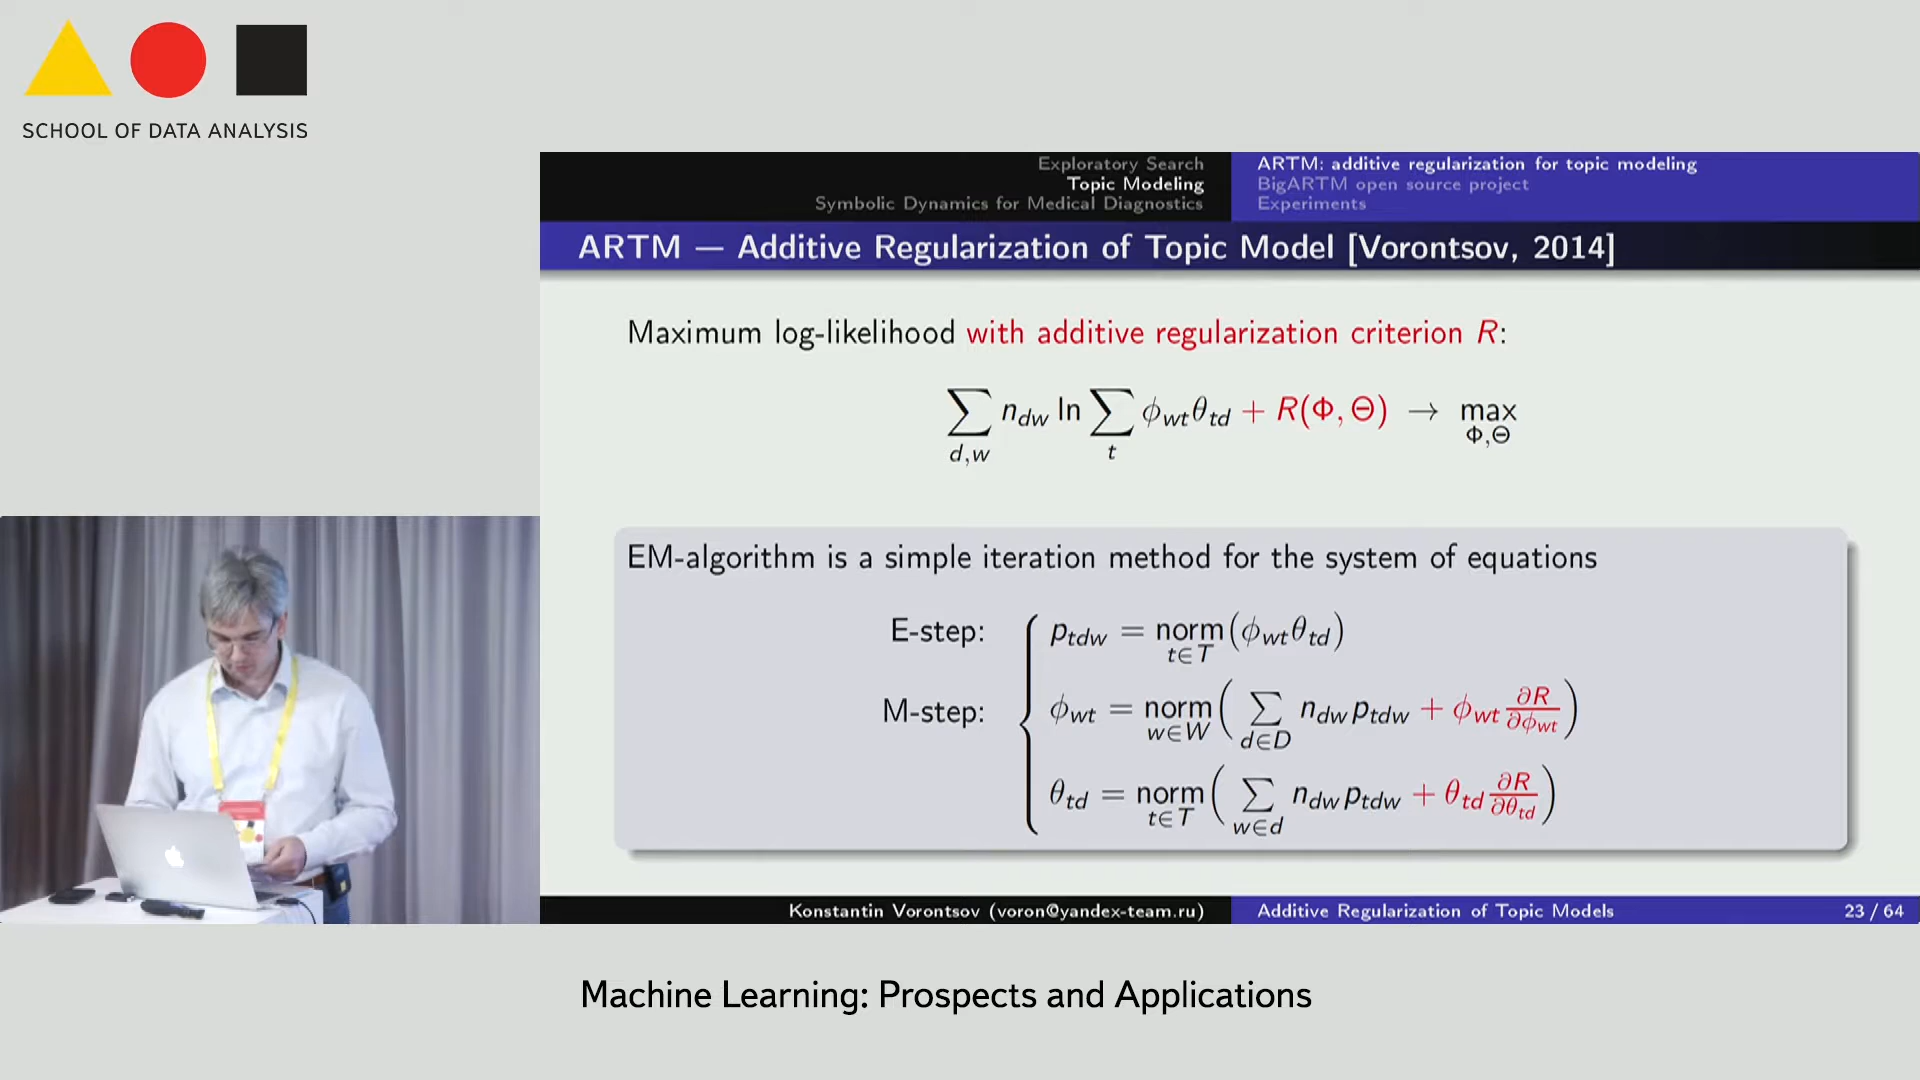 SCHOOL OF DATA ANALYSIS
Exploratory Search
Topic Modeling
Symbolic Dynamics for Medical Diagnostics
ARTM: additive regularization for topic modeling
BigARTM open source project
Experiments
ARTM — Additive Regularization of Topic Model [Vorontsov, 2014]
Maximum log-likelihood with additive regularization criterion R:
∑_{d,w} n_{dw} ln ∑_{t} ϕ_{wt}θ_{td} + R(Φ, Θ) → max_{Φ,Θ}
EM-algorithm is a simple iteration method for the system of equations
E-step: p_{tdw} = norm_{t∈T} (ϕ_{wt}θ_{td})
M-step: ϕ_{wt} = norm_{w∈W} ( ∑_{d∈D} n_{dw}p_{tdw} + ϕ_{wt} ∂R/∂ϕ_{wt} )
θ_{td} = norm_{t∈T} ( ∑_{w∈d} n_{dw}p_{tdw} + θ_{td} ∂R/∂θ_{td} )
Konstantin Vorontsov (voron@yandex-team.ru)
Additive Regularization of Topic Models
23 / 64
Machine Learning: Prospects and Applications